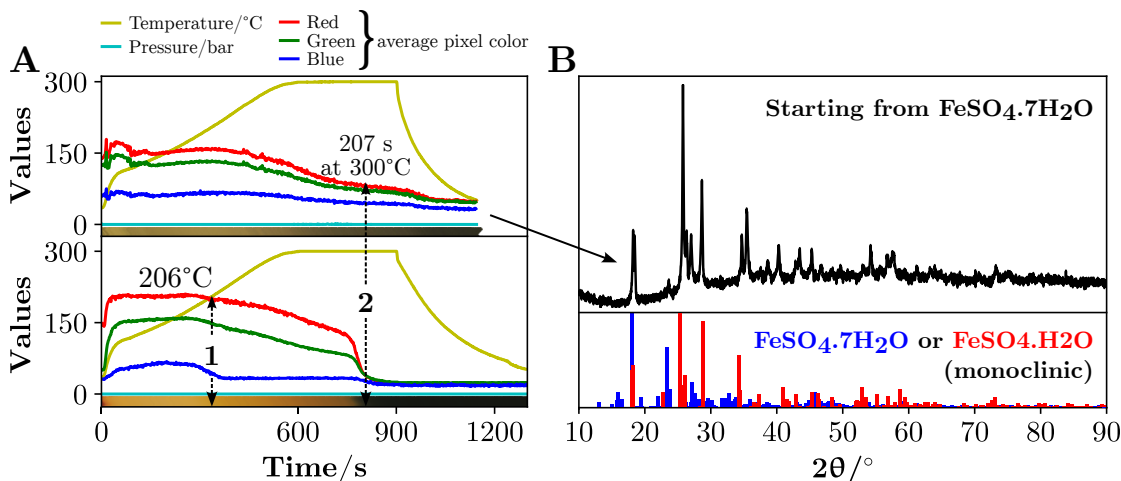 Temperature/°C
Pressure/bar
Red
Green
Blue
average pixel color
A
300
150
0
Values
207 s
at 300°C
300
150
0
Values
206°C
1
2
0
600
1200
Time/s
B
Starting from FeSO4.7H2O
FeSO4.7H2O or FeSO4.H2O
(monoclinic)
10
20
30
40
50
60
70
80
90
2θ/°